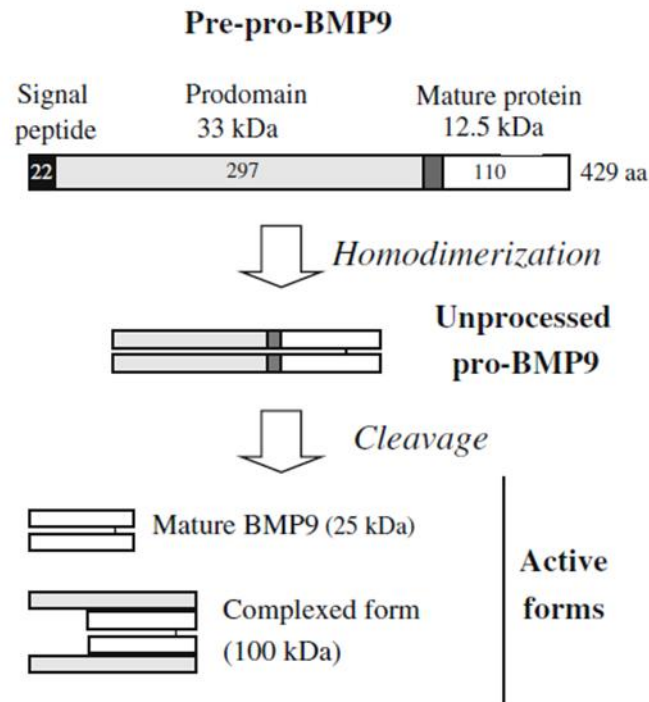 Pre-pro-BMP9
Signal peptide
Prodomain
33 kDa
Mature protein
12.5 kDa
22
297
110
429 aa
Homodimerization
Unprocessed
pro-BMP9
Cleavage
Mature BMP9 (25 kDa)
Complexed form
(100 kDa)
Active
forms